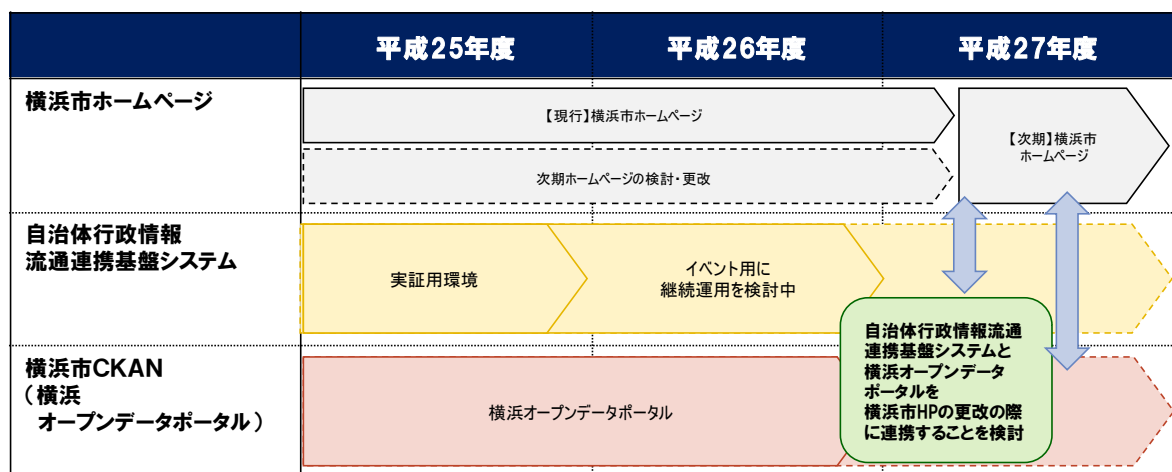 平成25年度
平成26年度
平成27年度
横浜市ホームページ
【現行】横浜市ホームページ
次期ホームページの検討・更改
【次期】横浜市
ホームページ
自治体行政情報
流通連携基盤システム
実証用環境
イベント用に
継続運用を検討中
横浜市CKAN
（横浜
オープンデータポータル）
横浜オープンデータポータル
自治体行政情報流通
連携基盤システムと
横浜オープンデータ
ポータルを
横浜市HPの更改の際
に連携することを検討